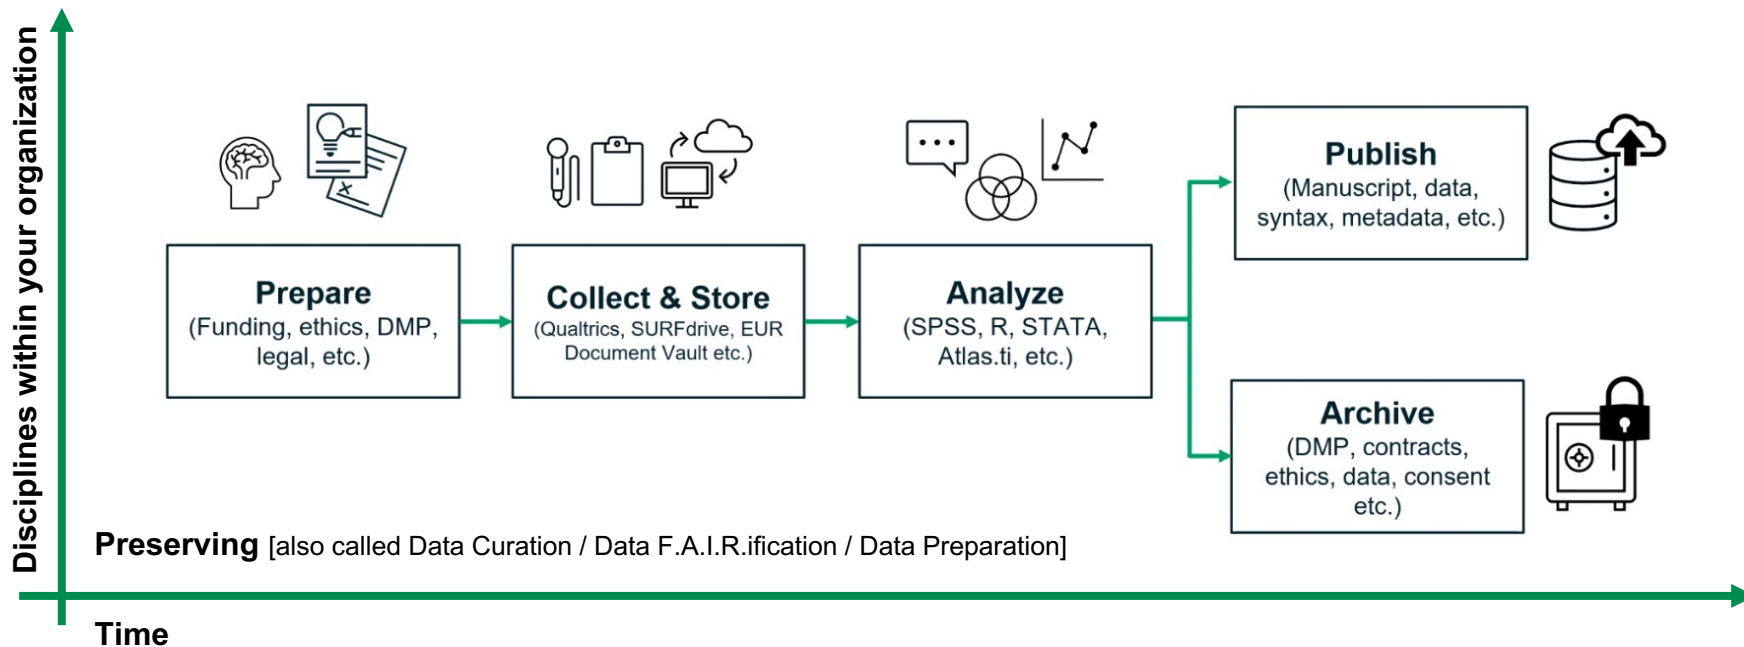 Disciplines within your organization
Prepare
(Funding, ethics, DMP,
legal, etc.)
Collect & Store
(Qualtrics, SURFdrive, EUR
Document Vault etc.)
Analyze
(SPSS, R, STATA,
Atlas.ti, etc.)
Publish
(Manuscript, data,
syntax, metadata, etc.)
Archive
(DMP, contracts,
ethics, data, consent
etc.)
Preserving [also called Data Curation / Data F.A.I.R.ification / Data Preparation]
Time